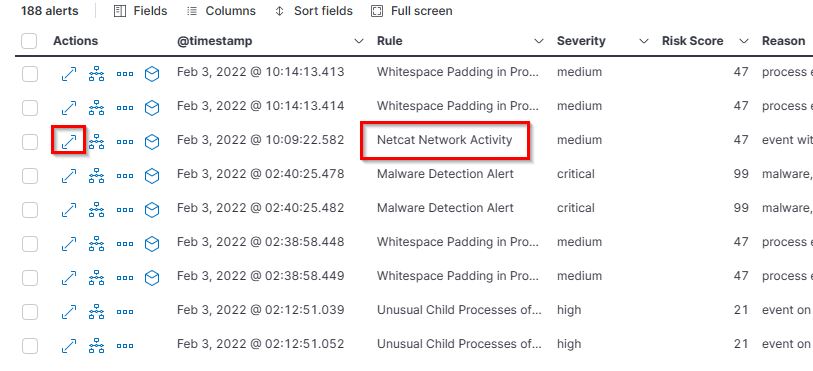 188 alerts Fields Columns Sort fields Full screen
Actions @timestamp Rule Severity Risk Score Reason
Feb 3, 2022 @ 10:14:13.413 Whitespace Padding in Pro... medium 47 process e
Feb 3, 2022 @ 10:14:13.414 Whitespace Padding in Pro... medium 47 process e
Feb 3, 2022 @ 10:09:22.582 Netcat Network Activity medium 47 event wit
Feb 3, 2022 @ 02:40:25.478 Malware Detection Alert critical 99 malware,
Feb 3, 2022 @ 02:40:25.482 Malware Detection Alert critical 99 malware,
Feb 3, 2022 @ 02:38:58.448 Whitespace Padding in Pro... medium 47 process e
Feb 3, 2022 @ 02:38:58.449 Whitespace Padding in Pro... medium 47 process e
Feb 3, 2022 @ 02:12:51.039 Unusual Child Processes of... high 21 event on
Feb 3, 2022 @ 02:12:51.052 Unusual Child Processes of... high 21 event on